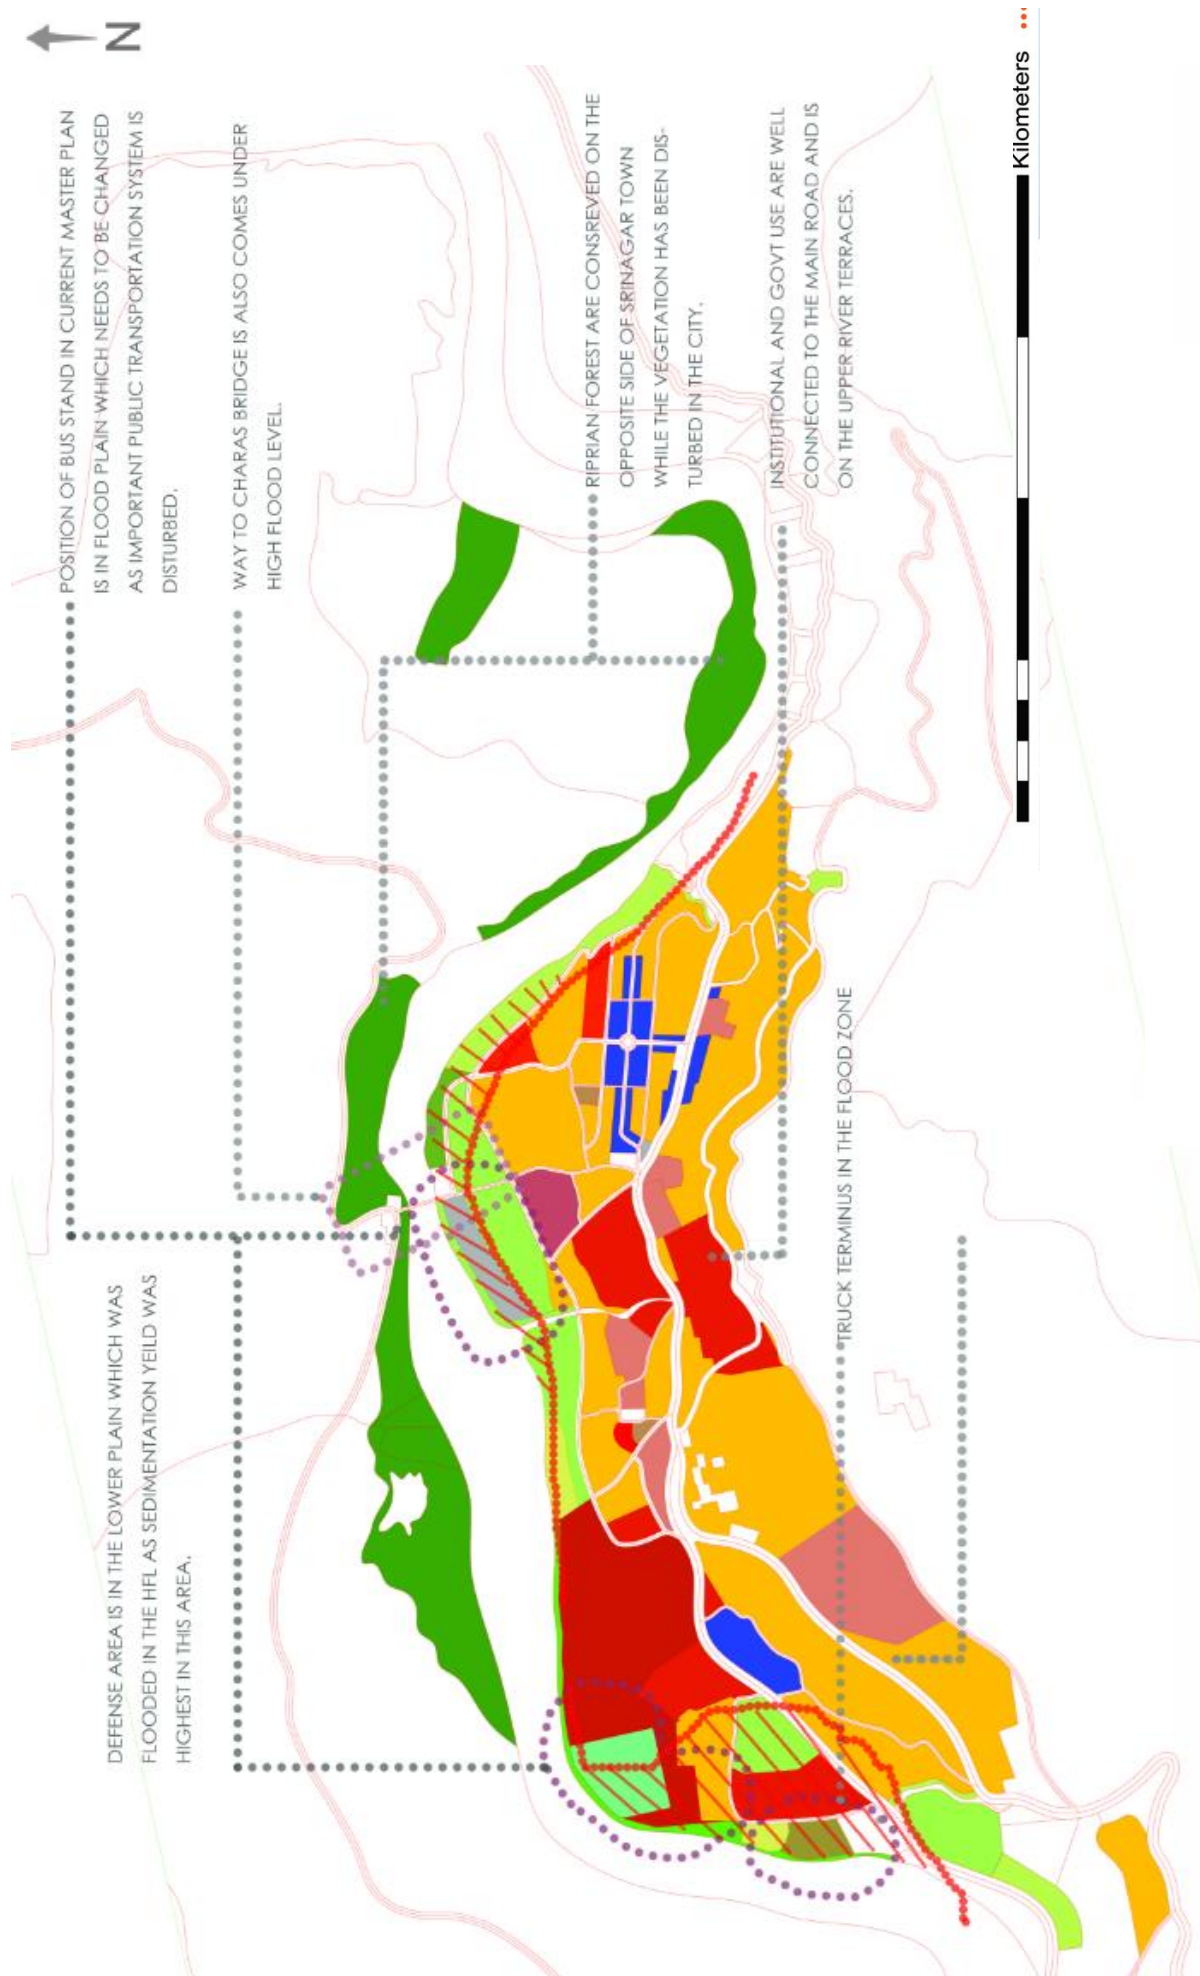 N
POSITION OF BUS STAND IN CURRENT MASTER PLAN
IS IN FLOOD PLAIN WHICH NEEDS TO BE CHANGED
AS IMPORTANT PUBLIC TRANSPORTATION SYSTEM IS
DISTURBED.
WAY TO CHARAS BRIDGE IS ALSO COMES UNDER
HIGH FLOOD LEVEL.
DEFENSE AREA IS IN THE LOWER PLAIN WHICH WAS
FLOODED IN THE HFL AS SEDIMENTATION YEILD WAS
HIGHEST IN THIS AREA.
RIPRIAN FOREST ARE CONSREVED ON THE
OPPOSITE SIDE OF SRINAGAR TOWN
WHILE THE VEGETATION HAS BEEN DIS-
TURBED IN THE CITY.
INSTITUTIONAL AND GOVT USE ARE WELL
CONNECTED TO THE MAIN ROAD AND IS
ON THE UPPER RIVER TERRACES.
TRUCK TERMINUS IN THE FLOOD ZONE
Kilometers